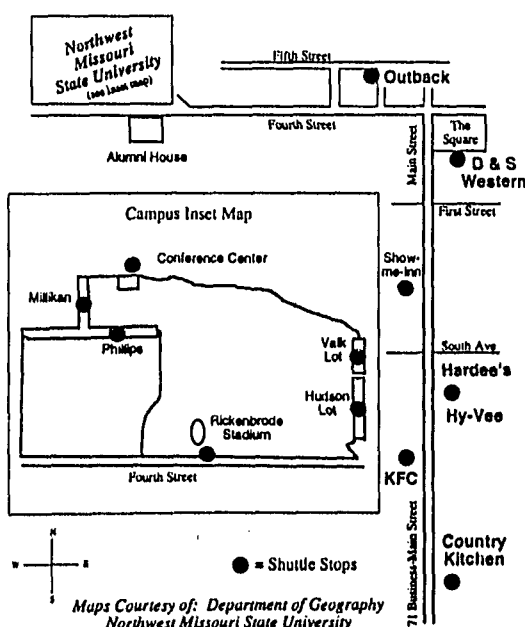 Northwest
Missouri
State University
(see Inset Map)
Fifth Street
Outback
Fourth Street
Alumni House
Main Street
The
Square
D & S
Western
First Street
Campus Inset Map
Conference Center
Millikan
Phillips
Valk
Lot
Hudson
Lot
Rickenbrode
Stadium
Fourth Street
Show-
me-Inn
South Ave
Hardee's
Hy-Vee
KFC
71 Business-Main Street
Country
Kitchen
N
W
E
S
= Shuttle Stops
Maps Courtesy of: Department of Geography
Northwest Missouri State University